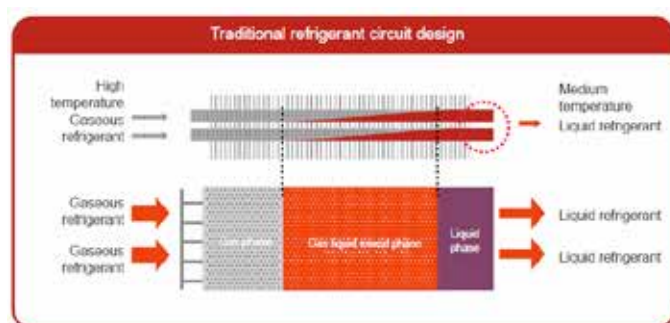 Traditional refrigerant circuit design
High
temperature
Gaseous
refrigerant
Medium
temperature
Liquid refrigerant
Gaseous
refrigerant
Gaseous
refrigerant
Gas phase
Gas liquid mixed phase
Liquid
phase
Liquid refrigerant
Liquid refrigerant